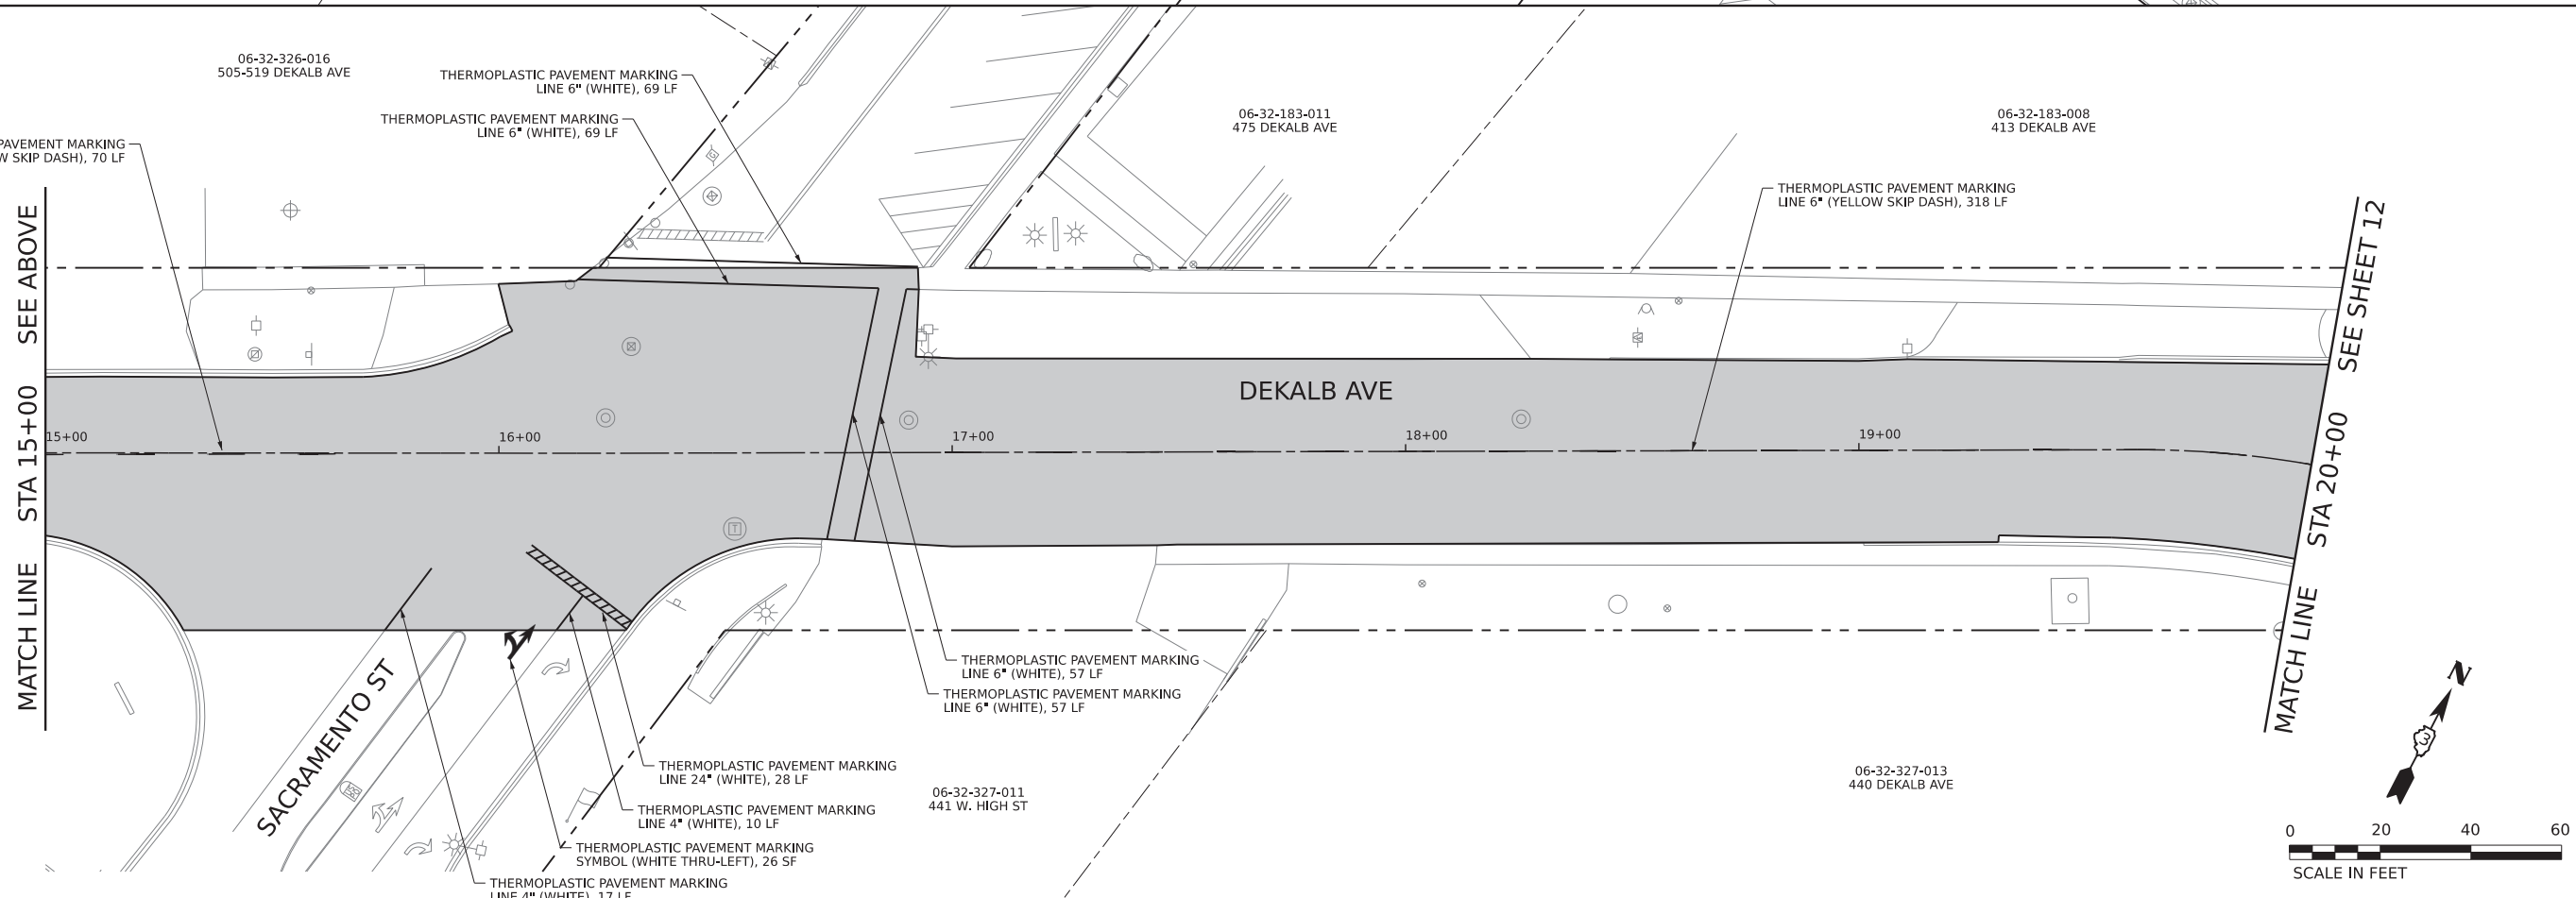 06-32-326-016
505-519 DEKALB AVE
THERMOPLASTIC PAVEMENT MARKING
LINE 6" (WHITE), 69 LF
THERMOPLASTIC PAVEMENT MARKING
LINE 6" (WHITE), 69 LF
PAVEMENT MARKING
SKIP DASH), 70 LF
06-32-183-011
475 DEKALB AVE
06-32-183-008
413 DEKALB AVE
THERMOPLASTIC PAVEMENT MARKING
LINE 6" (YELLOW SKIP DASH), 318 LF
MATCH LINE STA 15+00 SEE ABOVE
MATCH LINE STA 20+00 SEE SHEET 12
DEKALB AVE
15+00
16+00
17+00
18+00
19+00
T
G
SACRAMENTO ST
THERMOPLASTIC PAVEMENT MARKING
LINE 6" (WHITE), 57 LF
THERMOPLASTIC PAVEMENT MARKING
LINE 6" (WHITE), 57 LF
THERMOPLASTIC PAVEMENT MARKING
LINE 24" (WHITE), 28 LF
THERMOPLASTIC PAVEMENT MARKING
LINE 4" (WHITE), 10 LF
THERMOPLASTIC PAVEMENT MARKING
SYMBOL (WHITE THRU-LEFT), 26 SF
THERMOPLASTIC PAVEMENT MARKING
LINE 4" (WHITE), 17 LF
06-32-327-011
441 W. HIGH ST
06-32-327-013
440 DEKALB AVE
N
3
0 20 40 60
SCALE IN FEET